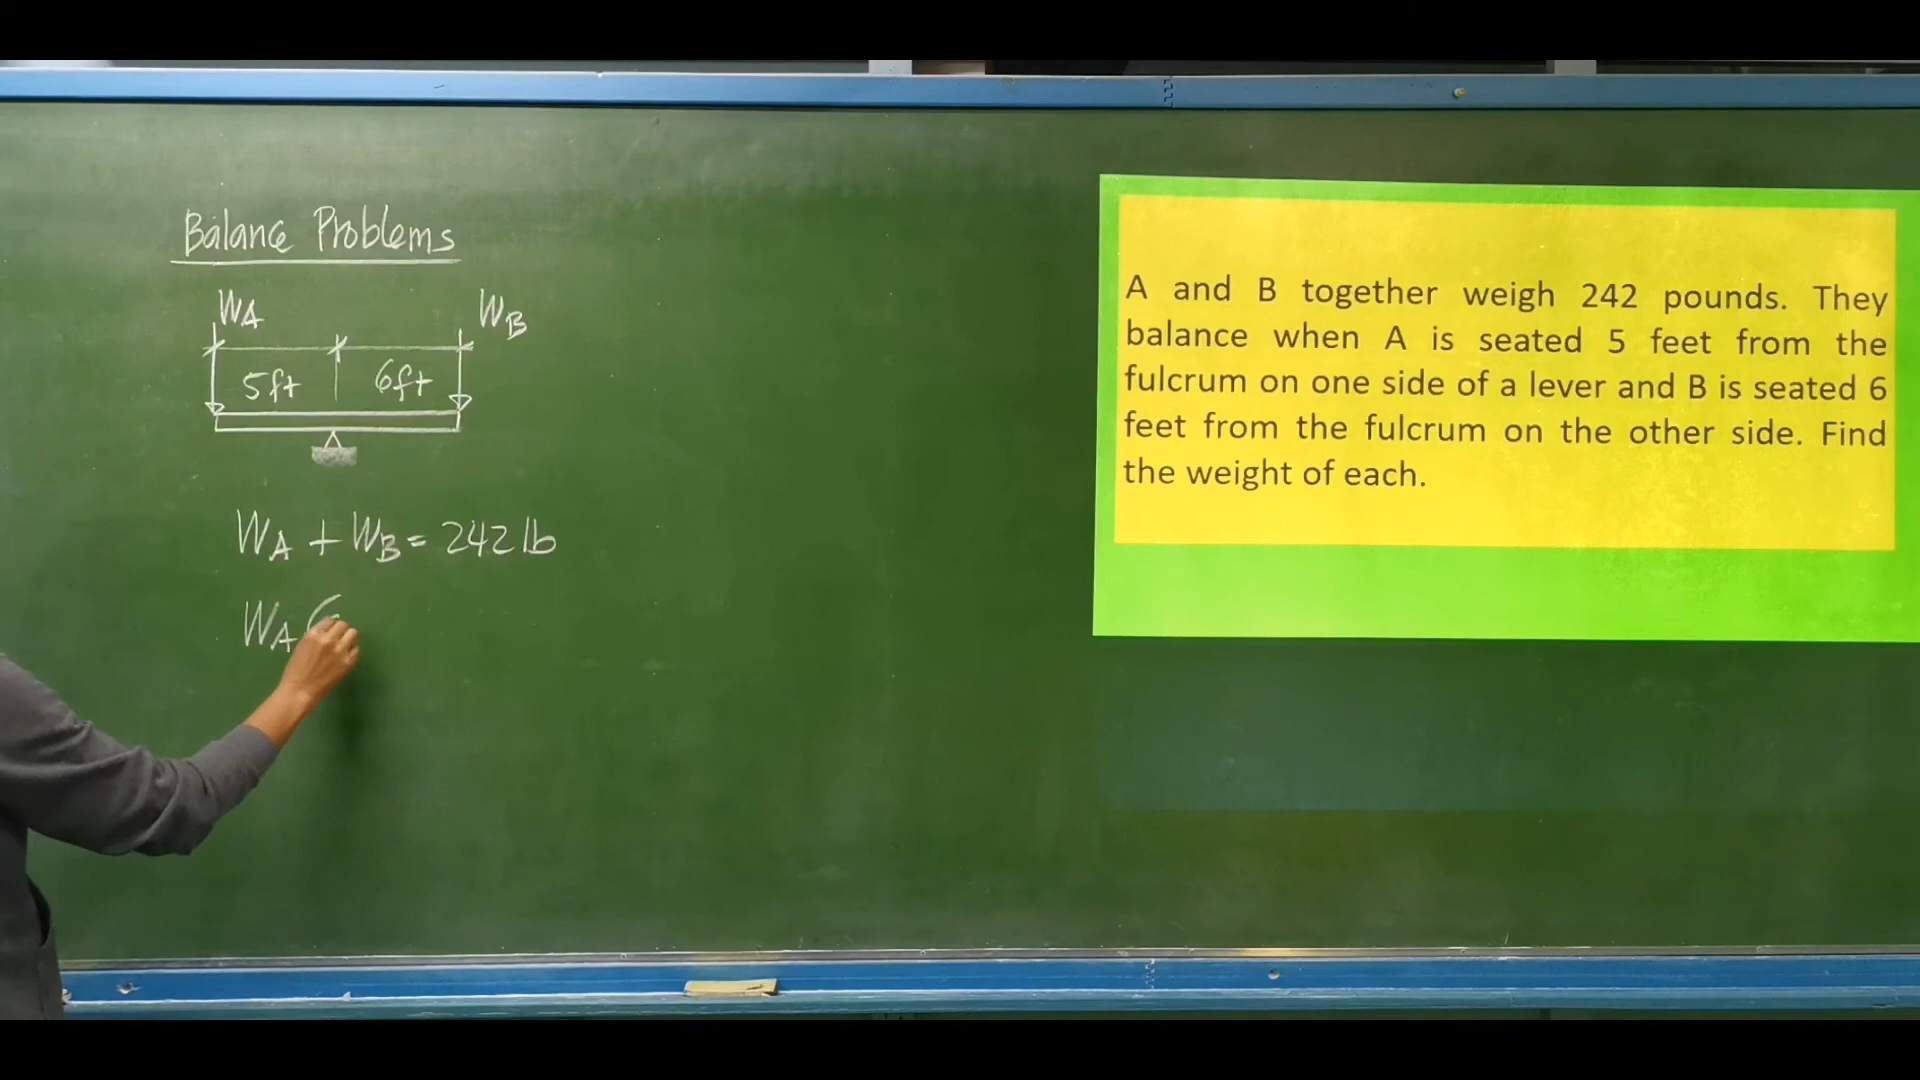 Balance Problems
WA WB
5ft 6ft
WA + WB = 242 lb
WA (
A and B together weigh 242 pounds. They
balance when A is seated 5 feet from the
fulcrum on one side of a lever and B is seated 6
feet from the fulcrum on the other side. Find
the weight of each.